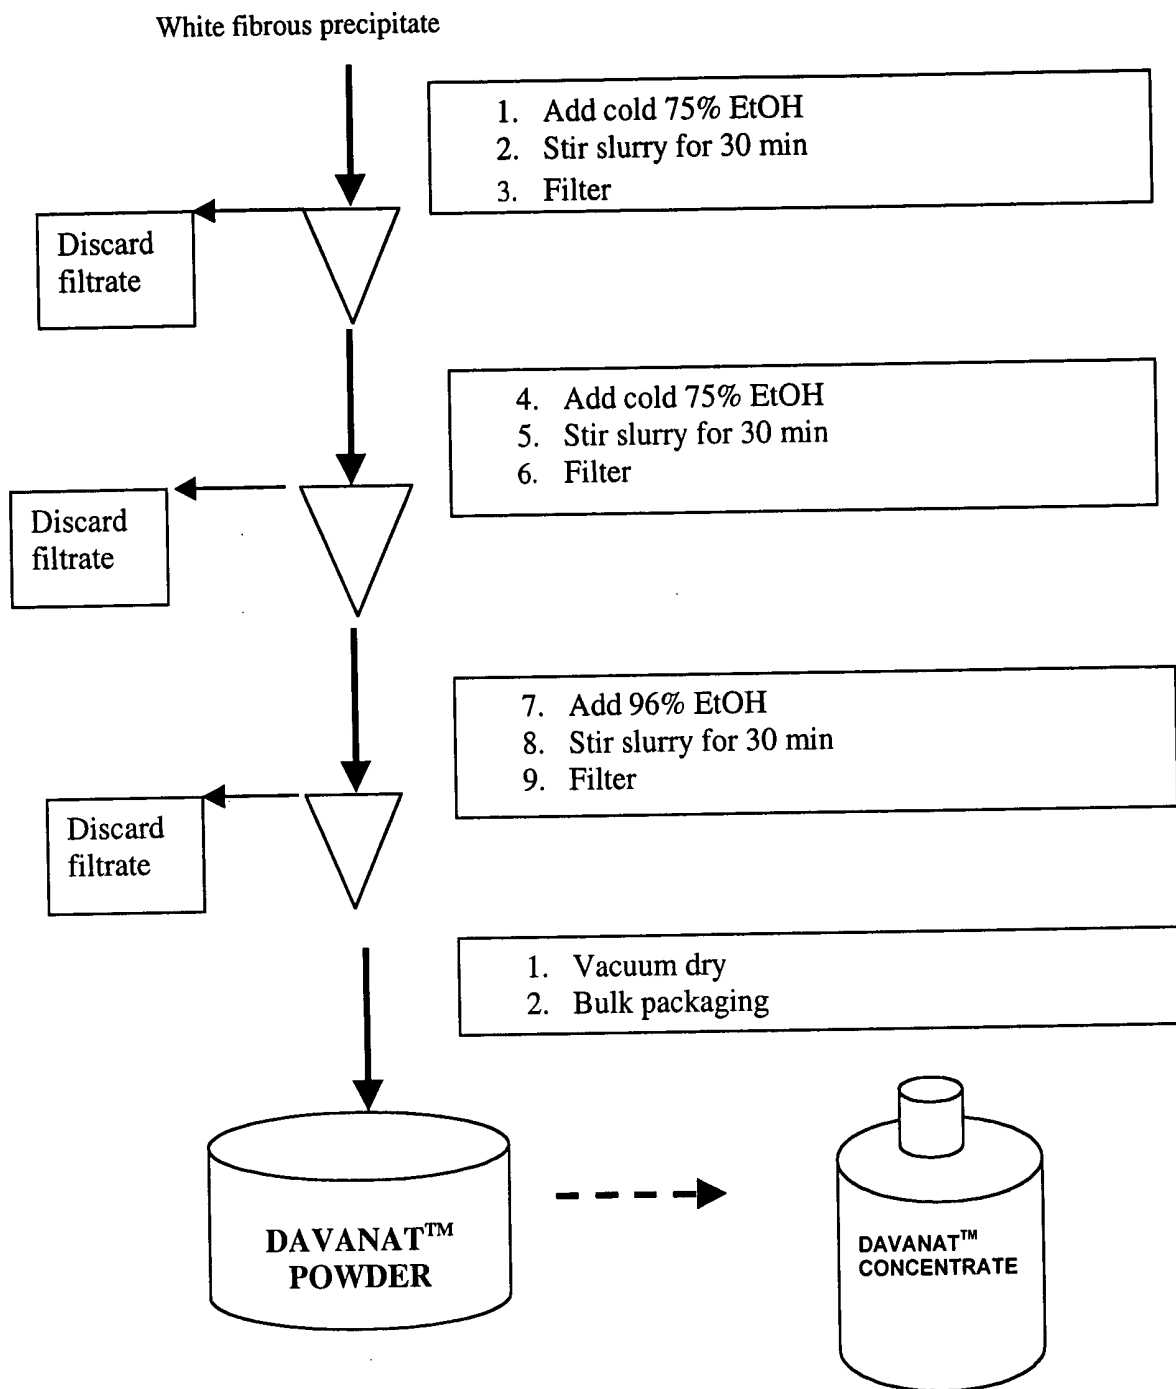 White fibrous precipitate
1. Add cold 75% EtOH
2. Stir slurry for 30 min
3. Filter
Discard
filtrate
4. Add cold 75% EtOH
5. Stir slurry for 30 min
6. Filter
Discard
filtrate
7. Add 96% EtOH
8. Stir slurry for 30 min
9. Filter
Discard
filtrate
1. Vacuum dry
2. Bulk packaging
DAVANAT™
POWDER
DAVANAT™
CONCENTRATE